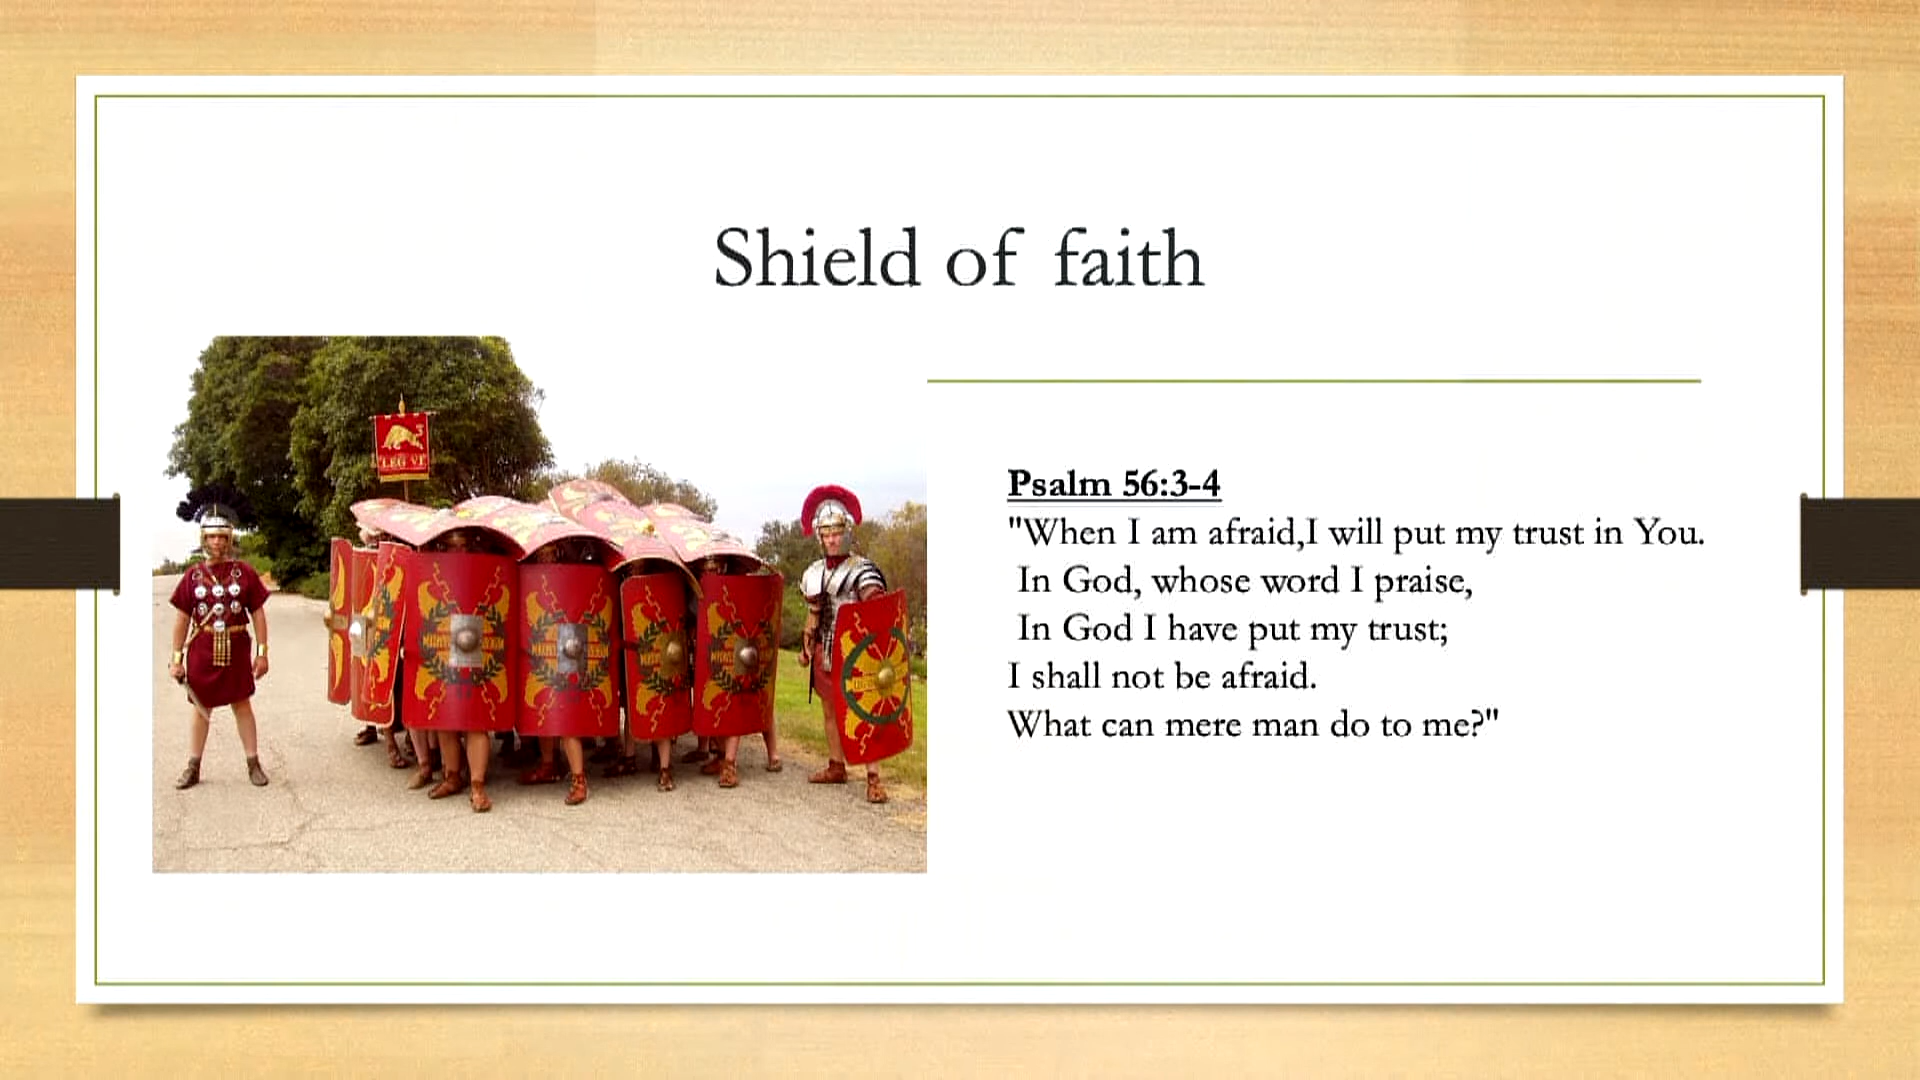 Shield of faith
LEG VI
Psalm 56:3-4
"When I am afraid,I will put my trust in You.
In God, whose word I praise,
In God I have put my trust;
I shall not be afraid.
What can mere man do to me?"